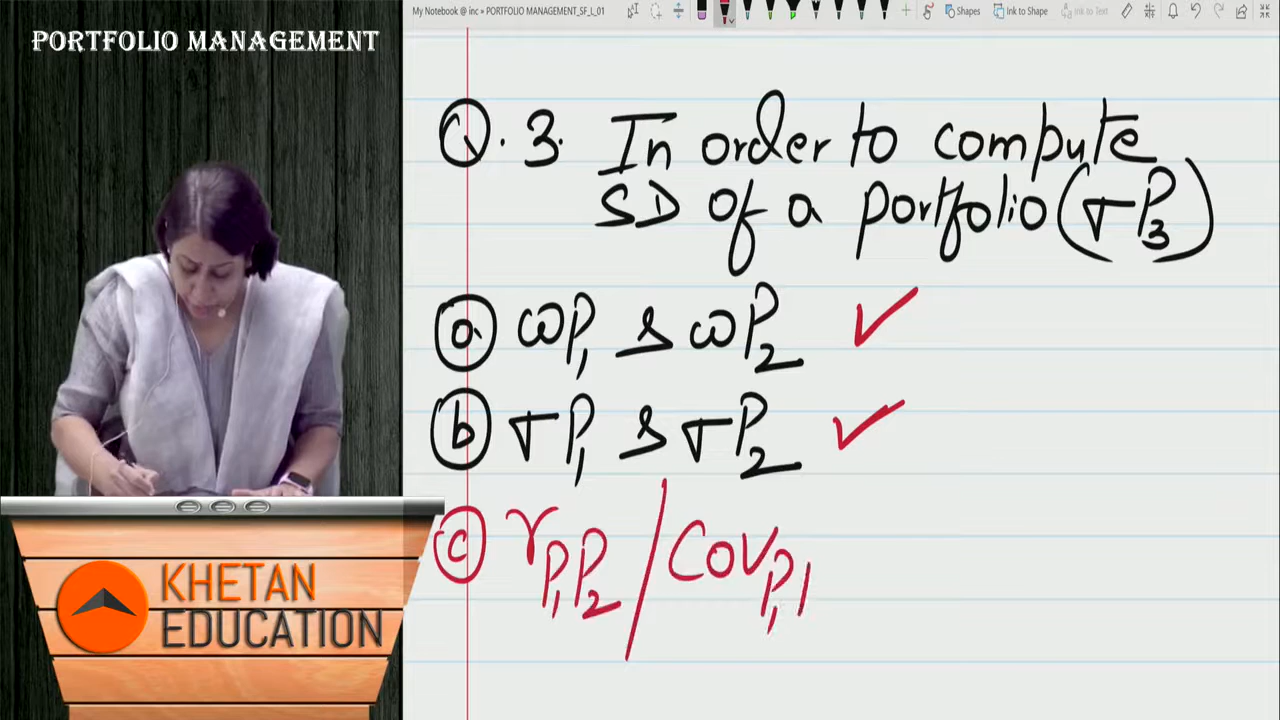 PORTFOLIO MANAGEMENT
My Notebook @ inc » PORTFOLIO MANAGEMENT_SF_L_01
Shapes
Ink to Shape
Ink to Text
Q.3. In order to compute
SD of a portfolio (σP3)
a ωP1 & ωP2 ✓
b σP1 & σP2 ✓
c rP1P2 / CovP1
KHETAN
EDUCATION